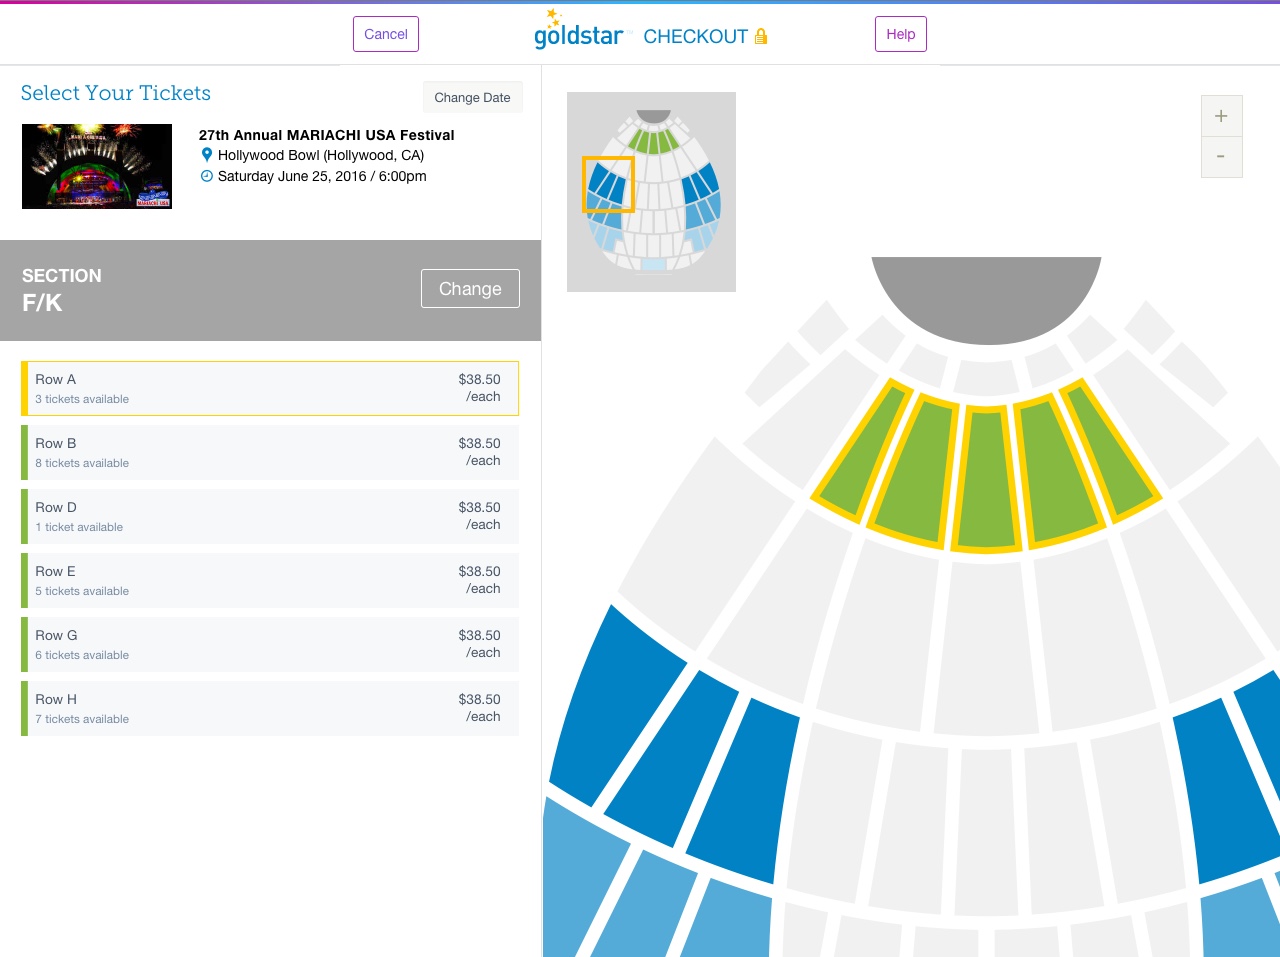 Cancel
goldstar CHECKOUT
Help
Select Your Tickets
Change Date
27th Annual MARIACHI USA Festival
Hollywood Bowl (Hollywood, CA)
Saturday June 25, 2016 / 6:00pm
MARIACHI USA
SECTION
F/K
Change
Row A
$38.50
3 tickets available
/each
Row B
$38.50
8 tickets available
/each
Row D
$38.50
1 ticket available
/each
Row E
$38.50
5 tickets available
/each
Row G
$38.50
6 tickets available
/each
Row H
$38.50
7 tickets available
/each
+
-